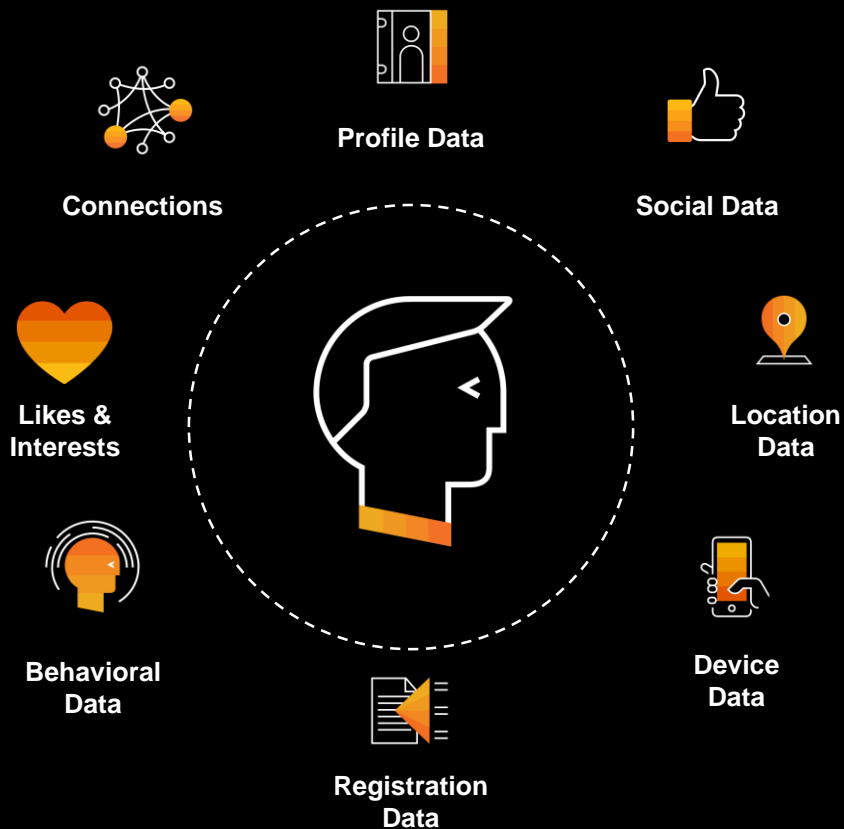 Profile Data
Connections
Social Data
Likes &
Interests
Location
Data
Behavioral
Data
Device
Data
Registration
Data